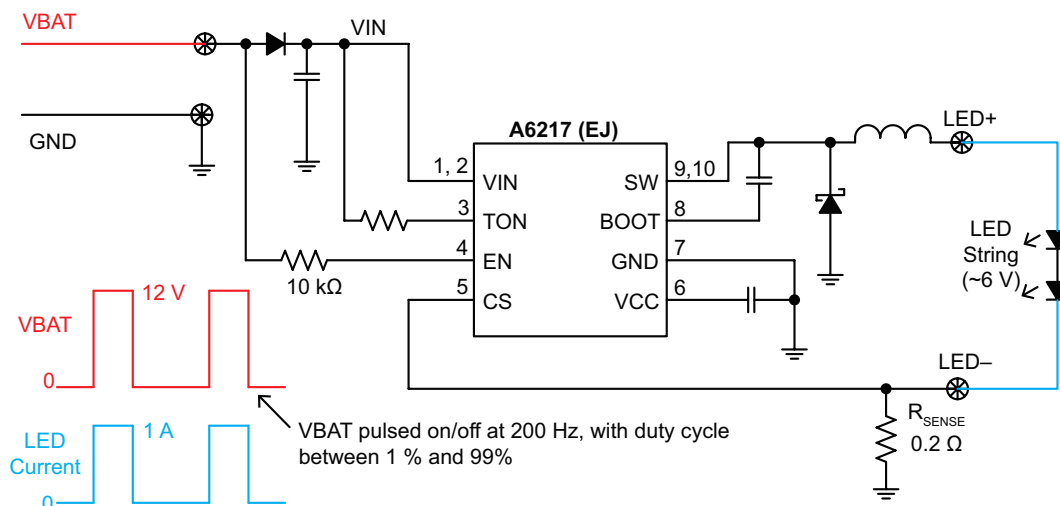 VBAT
VIN
GND
A6217 (EJ)
LED+
1, 2
VIN
SW
9,10
3
TON
BOOT
8
4
EN
GND
7
10 kΩ
5
CS
VCC
6
LED
String
(~6 V)
12 V
VBAT
0
LED–
1 A
LED
Current
0
VBAT pulsed on/off at 200 Hz, with duty cycle
between 1 % and 99%
RSENSE
0.2 Ω